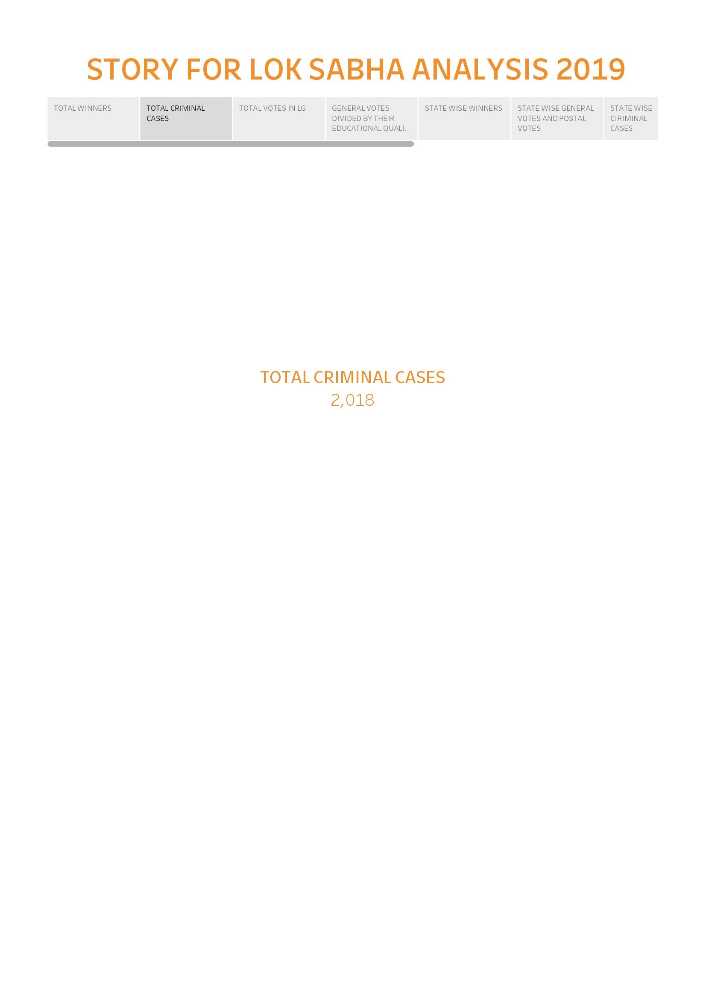 STORY FOR LOK SABHA ANALYSIS 2019
TOTAL WINNERS
TOTAL CRIMINAL
CASES
TOTAL VOTES IN LG
GENERAL VOTES
DIVIDED BY THEIR
EDUCATIONAL QUALI..
STATE WISE WINNERS
STATE WISE GENERAL
VOTES AND POSTAL
VOTES
STATE WISE
CIRIMINAL
CASES
TOTAL CRIMINAL CASES
2,018